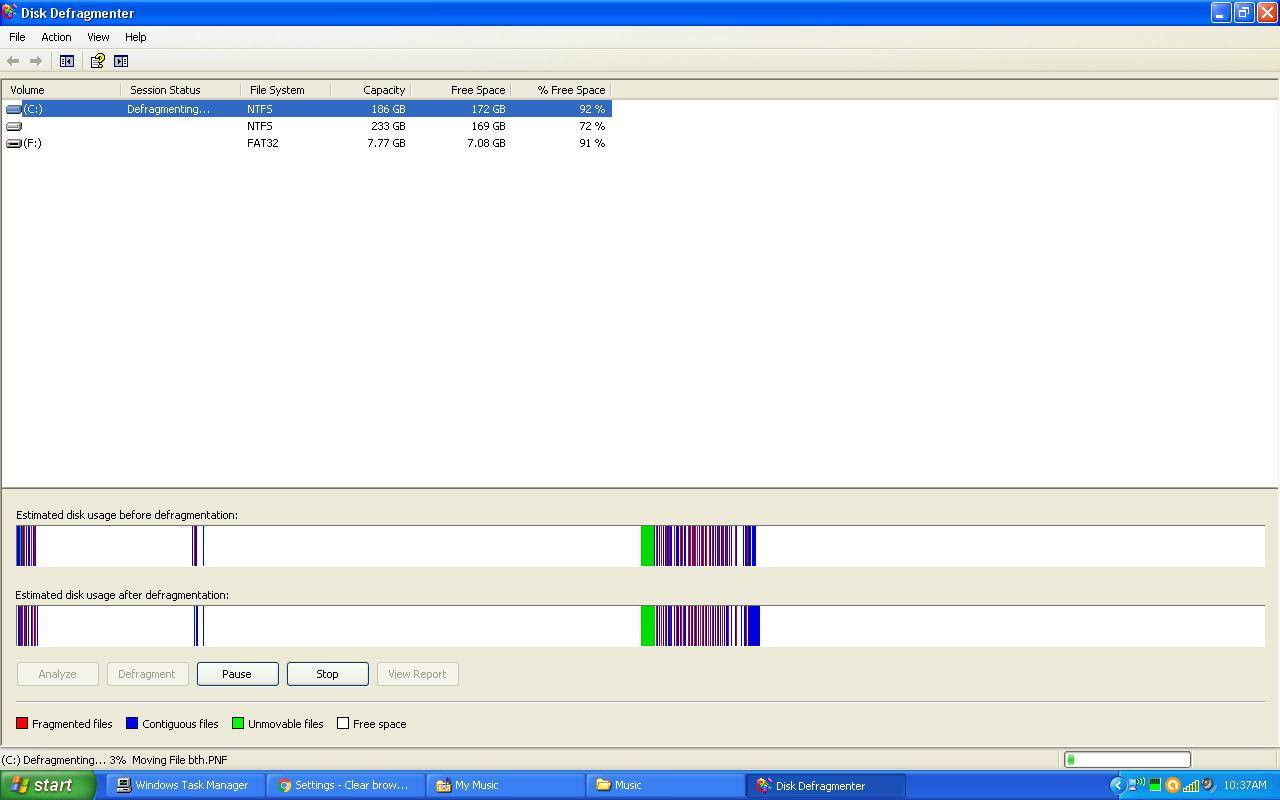 Disk Defragmenter
File Action View Help
Volume Session Status File System Capacity Free Space % Free Space
(C:) Defragmenting... NTFS 186 GB 172 GB 92 %
NTFS 233 GB 169 GB 72 %
(F:) FAT32 7.77 GB 7.08 GB 91 %
Estimated disk usage before defragmentation:
Estimated disk usage after defragmentation:
Analyze Defragment Pause Stop View Report
Fragmented files Contiguous files Unmovable files Free space
(C:) Defragmenting... 3% Moving File bth.PNF
start Windows Task Manager Settings - Clear brow... My Music Music Disk Defragmenter 10:37AM